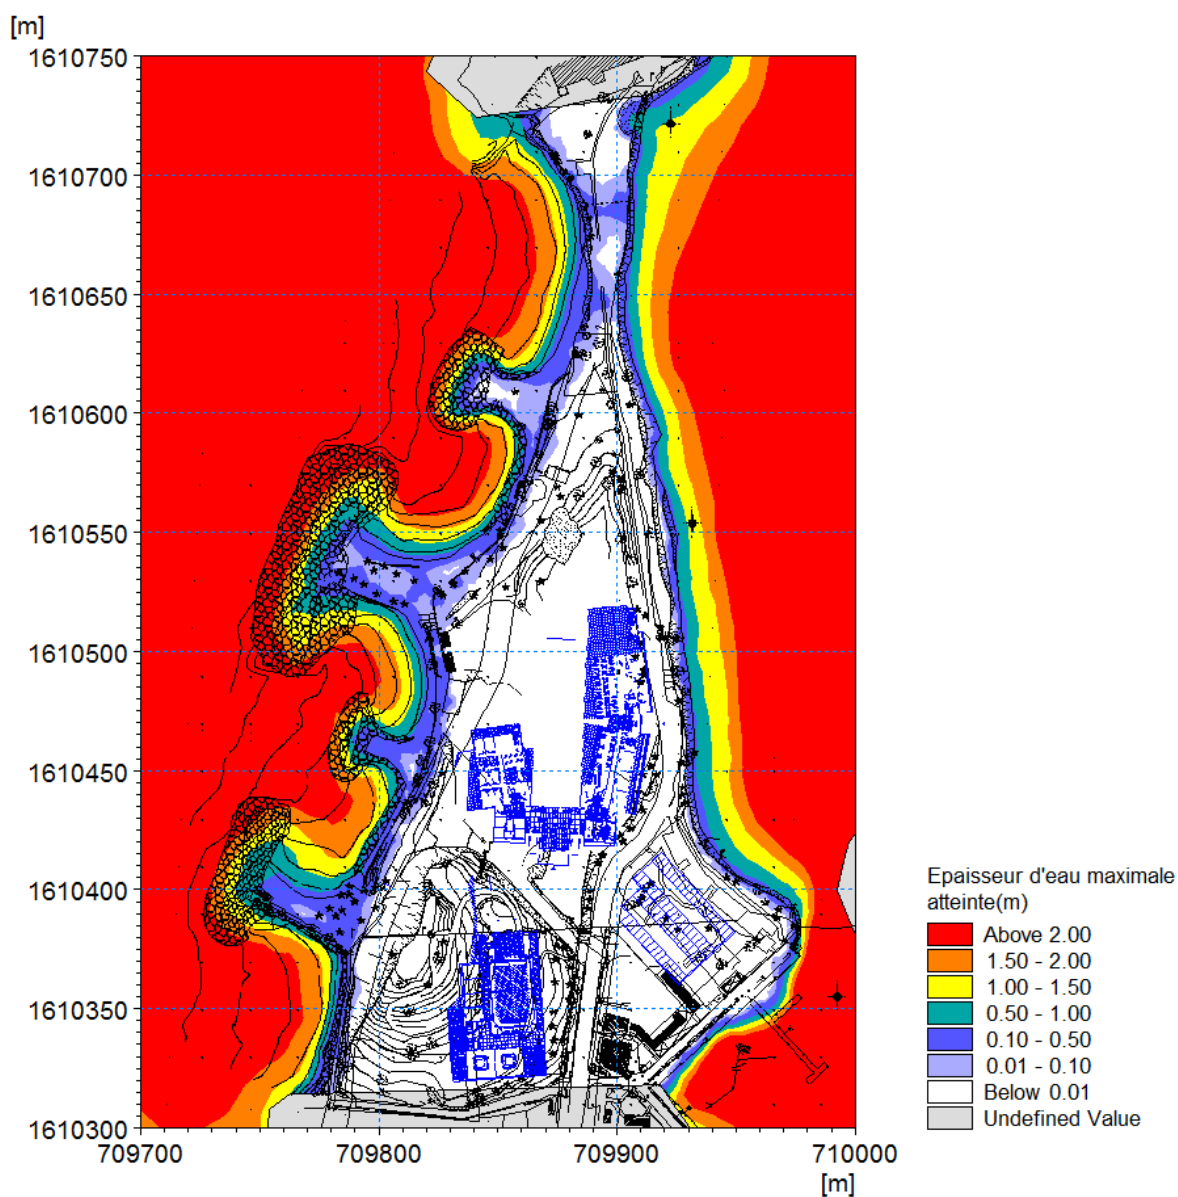 [m]
1610750
1610700
1610650
1610600
1610550
1610500
1610450
1610400
1610350
1610300
709700
709800
709900
710000
[m]
Epaisseur d'eau maximale
atteinte(m)
Above 2.00
1.50 - 2.00
1.00 - 1.50
0.50 - 1.00
0.10 - 0.50
0.01 - 0.10
Below 0.01
Undefined Value